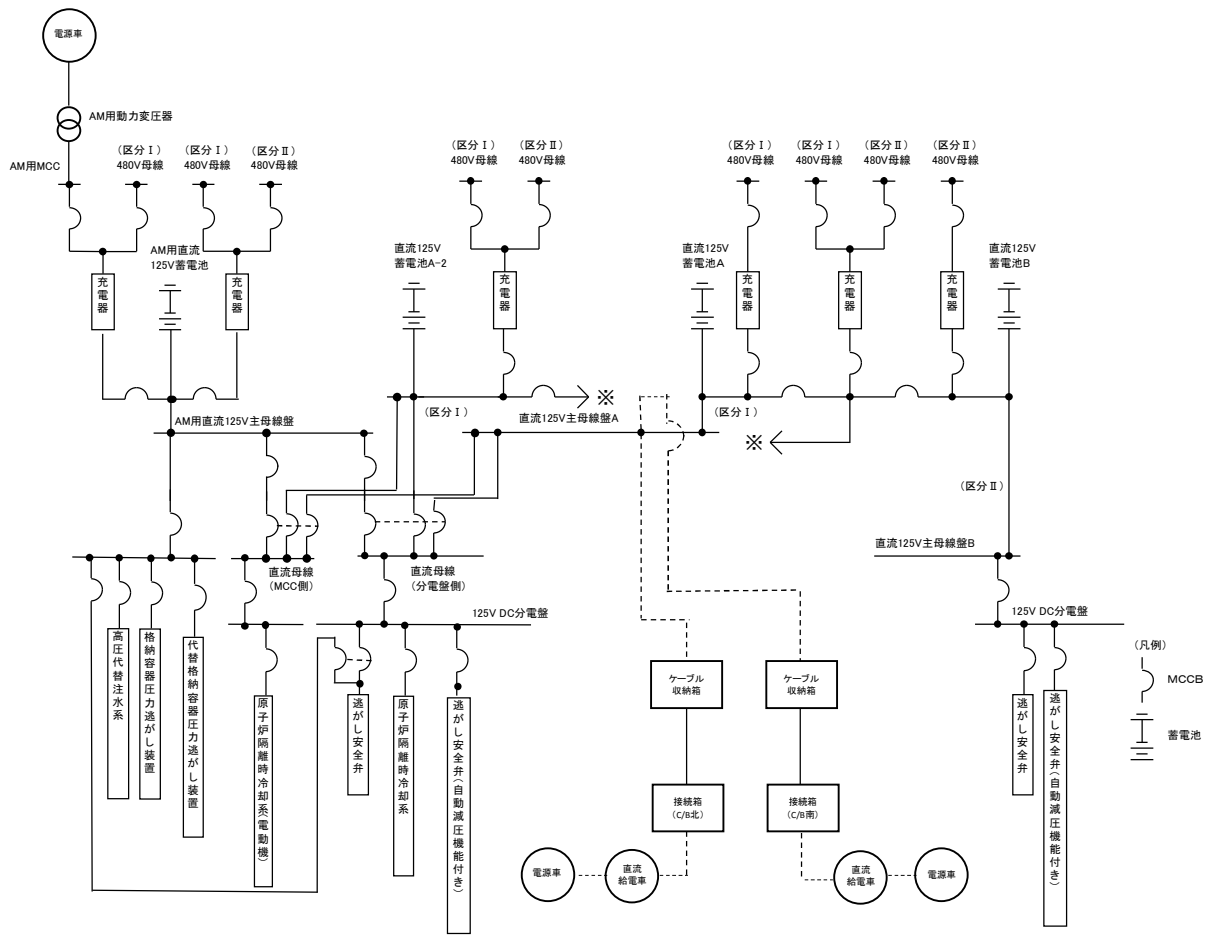 電源車
AM用動力変圧器
AM用MCC
(区分Ⅰ)
480V母線
(区分Ⅰ)
480V母線
(区分Ⅱ)
480V母線
(区分Ⅰ)
480V母線
(区分Ⅱ)
480V母線
(区分Ⅰ)
480V母線
(区分Ⅰ)
480V母線
(区分Ⅱ)
480V母線
(区分Ⅱ)
480V母線
AM用直流
125V蓄電池
直流125V
蓄電池A-2
直流125V
蓄電池A
直流125V
蓄電池B
充電器
充電器
充電器
充電器
充電器
充電器
※
(区分Ⅰ)
(区分Ⅰ)
AM用直流125V主母線盤
直流125V主母線盤A
※
(区分Ⅱ)
直流125V主母線盤B
直流母線
(MCC側)
直流母線
(分電盤側)
125V DC分電盤
125V DC分電盤
高圧代替注水系
格納容器圧力逃がし装置
代替格納容器圧力逃がし装置
原子炉隔離時冷却系(電動機)
逃がし安全弁
原子炉隔離時冷却系
逃がし安全弁(自動減圧機能付き)
ケーブル
収納箱
ケーブル
収納箱
接続箱
(C/B北)
接続箱
(C/B南)
電源車
直流
給電車
直流
給電車
電源車
逃がし安全弁
逃がし安全弁(自動減圧機能付き)
(凡例)
MCCB
蓄電池